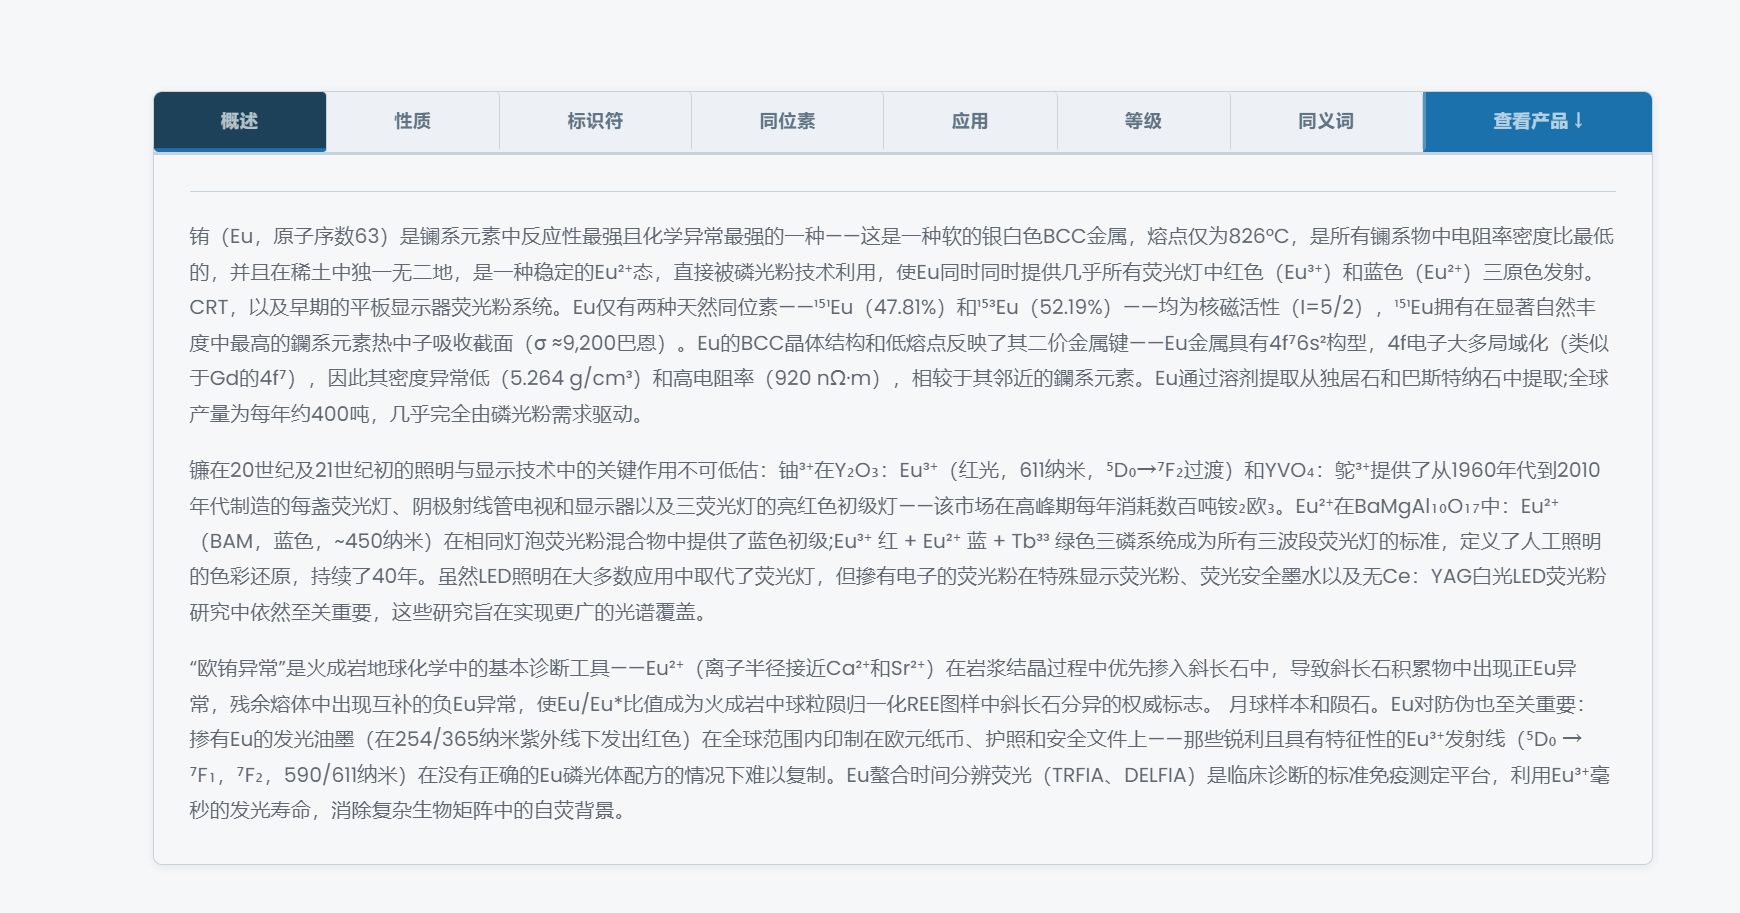 概述
性质
标识符
同位素
应用
等级
同义词
查看产品↓
铕（Eu，原子序数63）是镧系元素中反应性最强且化学异常最强的一种——这是一种软的银白色BCC金属，熔点仅为826°C，是所有镧系物中电阻率密度比最低
的，并且在稀土中独一无二地，是一种稳定的Eu²⁺态，直接被磷光粉技术利用，使Eu同时同时提供几乎所有荧光灯中红色（Eu³⁺）和蓝色（Eu²⁺）三原色发射。
CRT，以及早期的平板显示器荧光粉系统。Eu仅有两种天然同位素——¹⁵¹Eu（47.81%）和¹⁵³Eu（52.19%）——均为核磁活性（I=5/2），¹⁵¹Eu拥有在显著自然丰
度中最高的鑭系元素热中子吸收截面（σ ≈9,200巴恩）。Eu的BCC晶体结构和低熔点反映了其二价金属键——Eu金属具有4f⁷6s²构型，4f电子大多局域化（类似
于Gd的4f⁷），因此其密度异常低（5.264 g/cm³）和高电阻率（920 nΩ·m），相较于其邻近的鑭系元素。Eu通过溶剂提取从独居石和巴斯特纳石中提取;全球
产量为每年约400吨，几乎完全由磷光粉需求驱动。
镰在20世纪及21世纪初的照明与显示技术中的关键作用不可低估：铀³⁺在Y₂O₃：Eu³⁺（红光，611纳米，⁵D₀→⁷F₂过渡）和YVO₄：鸵³⁺提供了从1960年代到2010
年代制造的每盏荧光灯、阴极射线管电视和显示器以及三荧光灯的亮红色初级灯——该市场在高峰期每年消耗数百吨铵₂欧₃。Eu²⁺在BaMgAl₁₀O₁₇中：Eu²⁺
（BAM，蓝色，~450纳米）在相同灯泡荧光粉混合物中提供了蓝色初级;Eu³⁺ 红 + Eu²⁺ 蓝 + Tb³³ 绿色三磷系统成为所有三波段荧光灯的标准，定义了人工照明
的色彩还原，持续了40年。虽然LED照明在大多数应用中取代了荧光灯，但掺有电子的荧光粉在特殊显示荧光粉、荧光安全墨水以及无Ce：YAG白光LED荧光粉
研究中依然至关重要，这些研究旨在实现更广的光谱覆盖。
“欧铕异常”是火成岩地球化学中的基本诊断工具——Eu²⁺（离子半径接近Ca²⁺和Sr²⁺）在岩浆结晶过程中优先掺入斜长石中，导致斜长石积累物中出现正Eu异
常，残余熔体中出现互补的负Eu异常，使Eu/Eu*比值成为火成岩中球粒陨归一化REE图样中斜长石分异的权威标志。 月球样本和陨石。Eu对防伪也至关重要：
掺有Eu的发光油墨（在254/365纳米紫外线下发出红色）在全球范围内印制在欧元纸币、护照和安全文件上——那些锐利且具有特征性的Eu³⁺发射线（⁵D₀ →
⁷F₁，⁷F₂，590/611纳米）在没有正确的Eu磷光体配方的情况下难以复制。Eu螯合时间分辨荧光（TRFIA、DELFIA）是临床诊断的标准免疫测定平台，利用Eu³⁺毫
秒的发光寿命，消除复杂生物矩阵中的自荧背景。